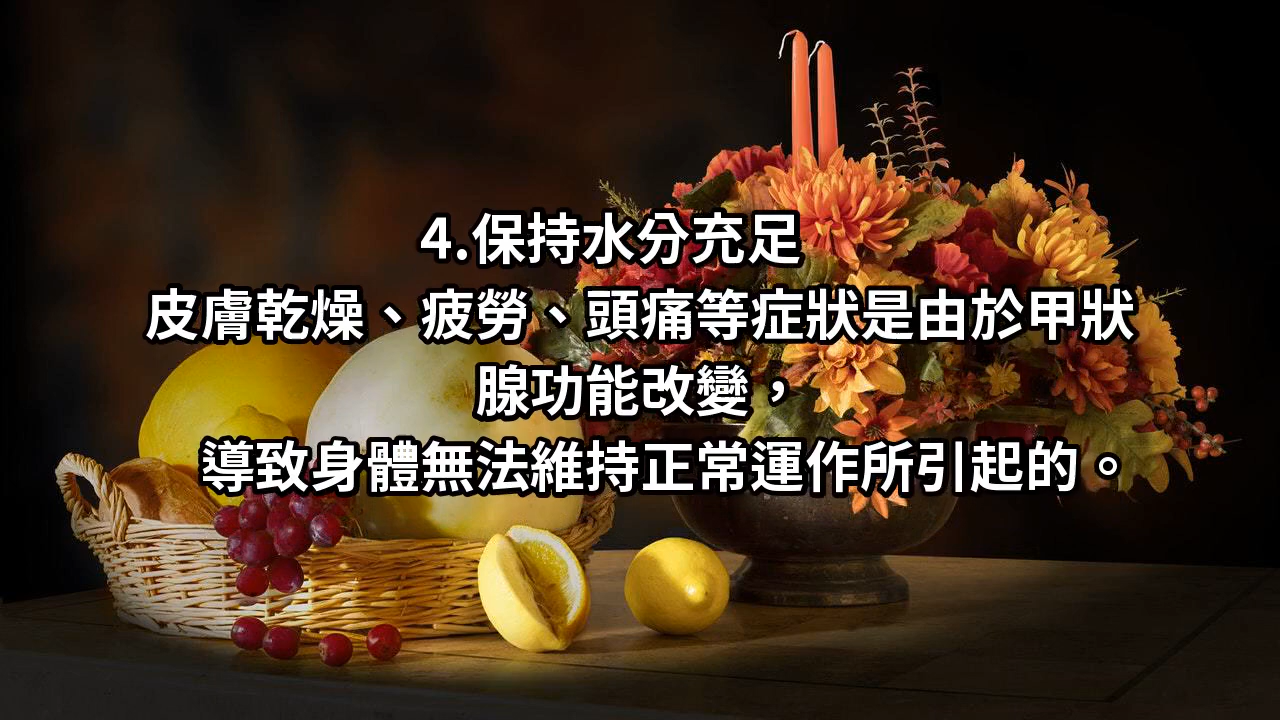 4.保持水分充足
皮膚乾燥、疲勞、頭痛等症狀是由於甲狀
腺功能改變，
導致身體無法維持正常運作所引起的。